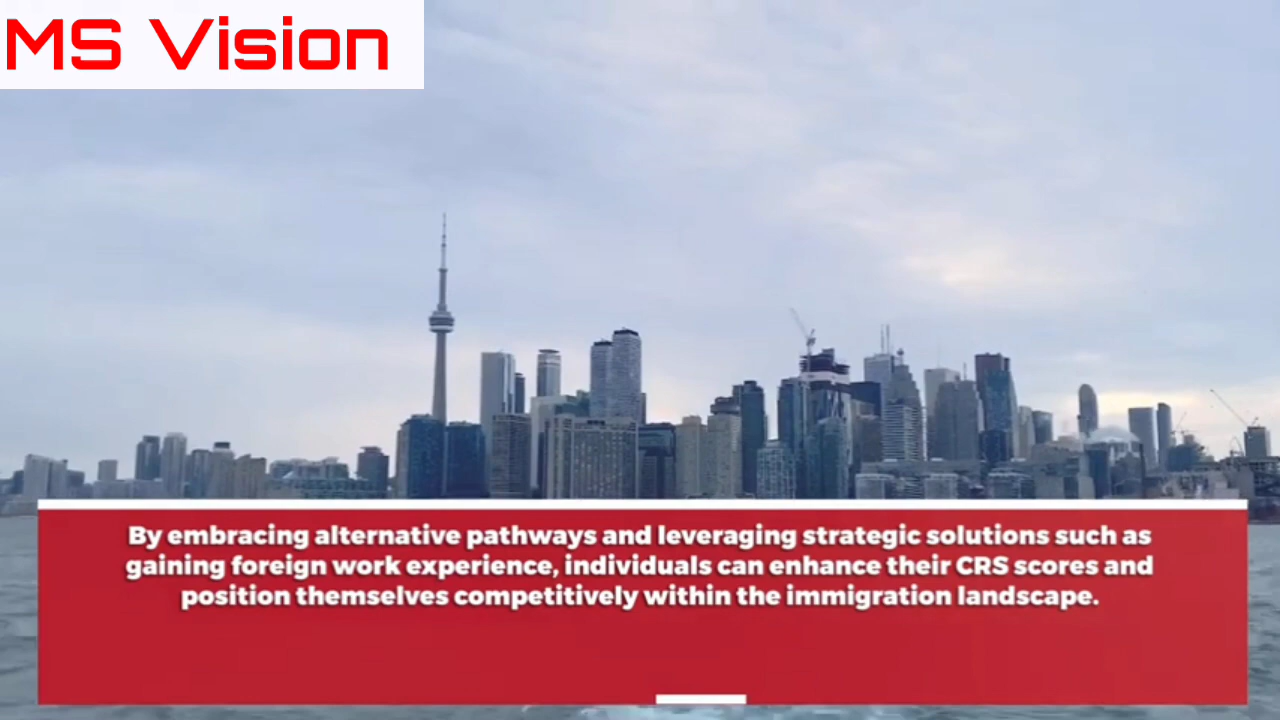 MS Vision
By embracing alternative pathways and leveraging strategic solutions such as
gaining foreign work experience, individuals can enhance their CRS scores and
position themselves competitively within the immigration landscape.